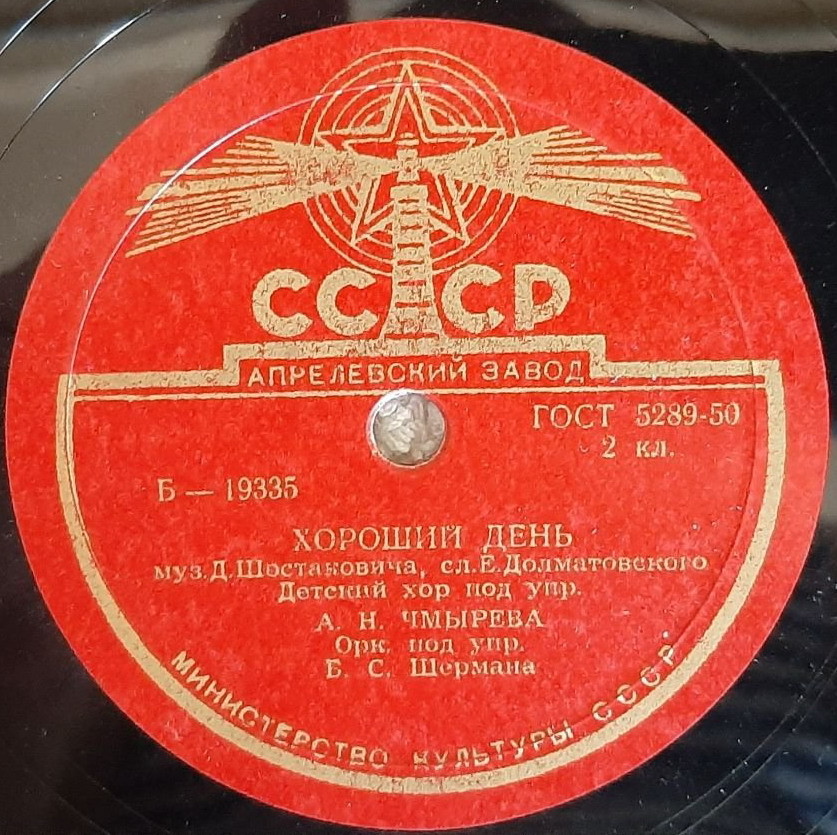 СССР
АПРЕЛЕВСКИЙ ЗАВОД
ГОСТ 5289-50
2 кл.
Б — 19335
ХОРОШИЙ ДЕНЬ
муз.Д.Шостаковича, сл.Е.Долматовского
Детский хор под упр.
А. Н. ЧМЫРЕВА
Орк. под упр.
Б. С. Шермана
МИНИСТЕРСТВО КУЛЬТУРЫ СССР